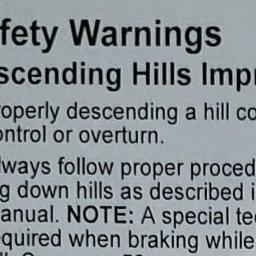 fety Warnings
scending Hills Imp
operly descending a hill co
ontrol or overturn.
lways follow proper proced
g down hills as described i
anual. NOTE: A special te
quired when braking while